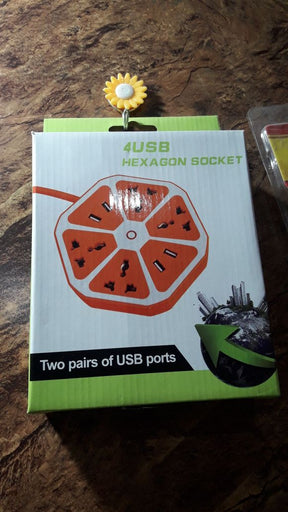 4USB
HEXAGON SOCKET
Two pairs of USB ports